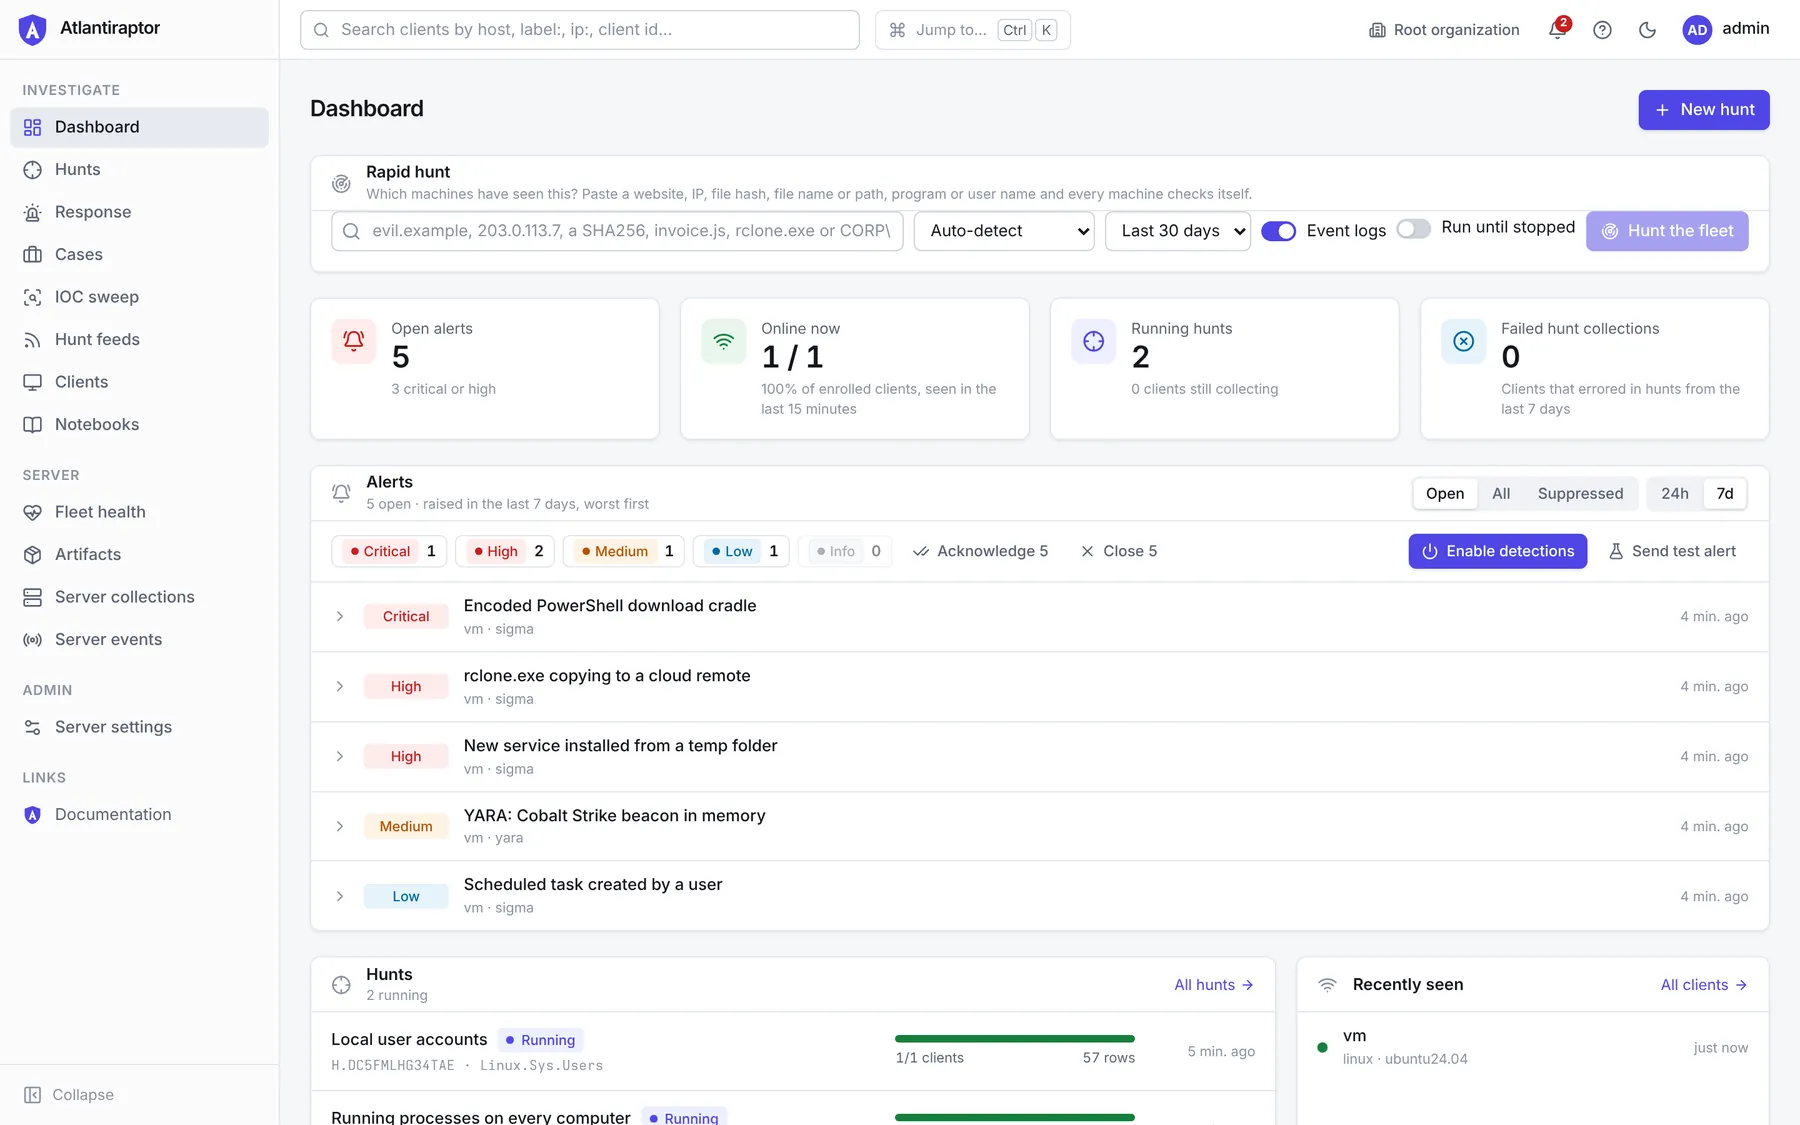 Atlantiraptor
Search clients by host, label:, ip:, client id...
Jump to... Ctrl K
Root organization
2
AD admin
INVESTIGATE
Dashboard
Hunts
Response
Cases
IOC sweep
Hunt feeds
Clients
Notebooks
SERVER
Fleet health
Artifacts
Server collections
Server events
ADMIN
Server settings
LINKS
Documentation
Collapse
Dashboard
+ New hunt
Rapid hunt
Which machines have seen this? Paste a website, IP, file hash, file name or path, program or user name and every machine checks itself.
evil.example, 203.0.113.7, a SHA256, invoice.js, rclone.exe or CORP\
Auto-detect
Last 30 days
Event logs
Run until stopped
Hunt the fleet
Open alerts
5
3 critical or high
Online now
1 / 1
100% of enrolled clients, seen in the
last 15 minutes
Running hunts
2
0 clients still collecting
Failed hunt collections
0
Clients that errored in hunts from the
last 7 days
Alerts
5 open · raised in the last 7 days, worst first
Open All Suppressed 24h 7d
Critical 1 High 2 Medium 1 Low 1 Info 0 Acknowledge 5 Close 5 Enable detections Send test alert
Critical Encoded PowerShell download cradle 4 min. ago
vm · sigma
High rclone.exe copying to a cloud remote 4 min. ago
vm · sigma
High New service installed from a temp folder 4 min. ago
vm · sigma
Medium YARA: Cobalt Strike beacon in memory 4 min. ago
vm · yara
Low Scheduled task created by a user 4 min. ago
vm · sigma
Hunts
2 running
All hunts →
Local user accounts Running
H.DC5FMLHG34TAE · Linux.Sys.Users
1/1 clients 57 rows
5 min. ago
Running processes on every computer Running
Recently seen
All clients →
vm
linux · ubuntu24.04
just now